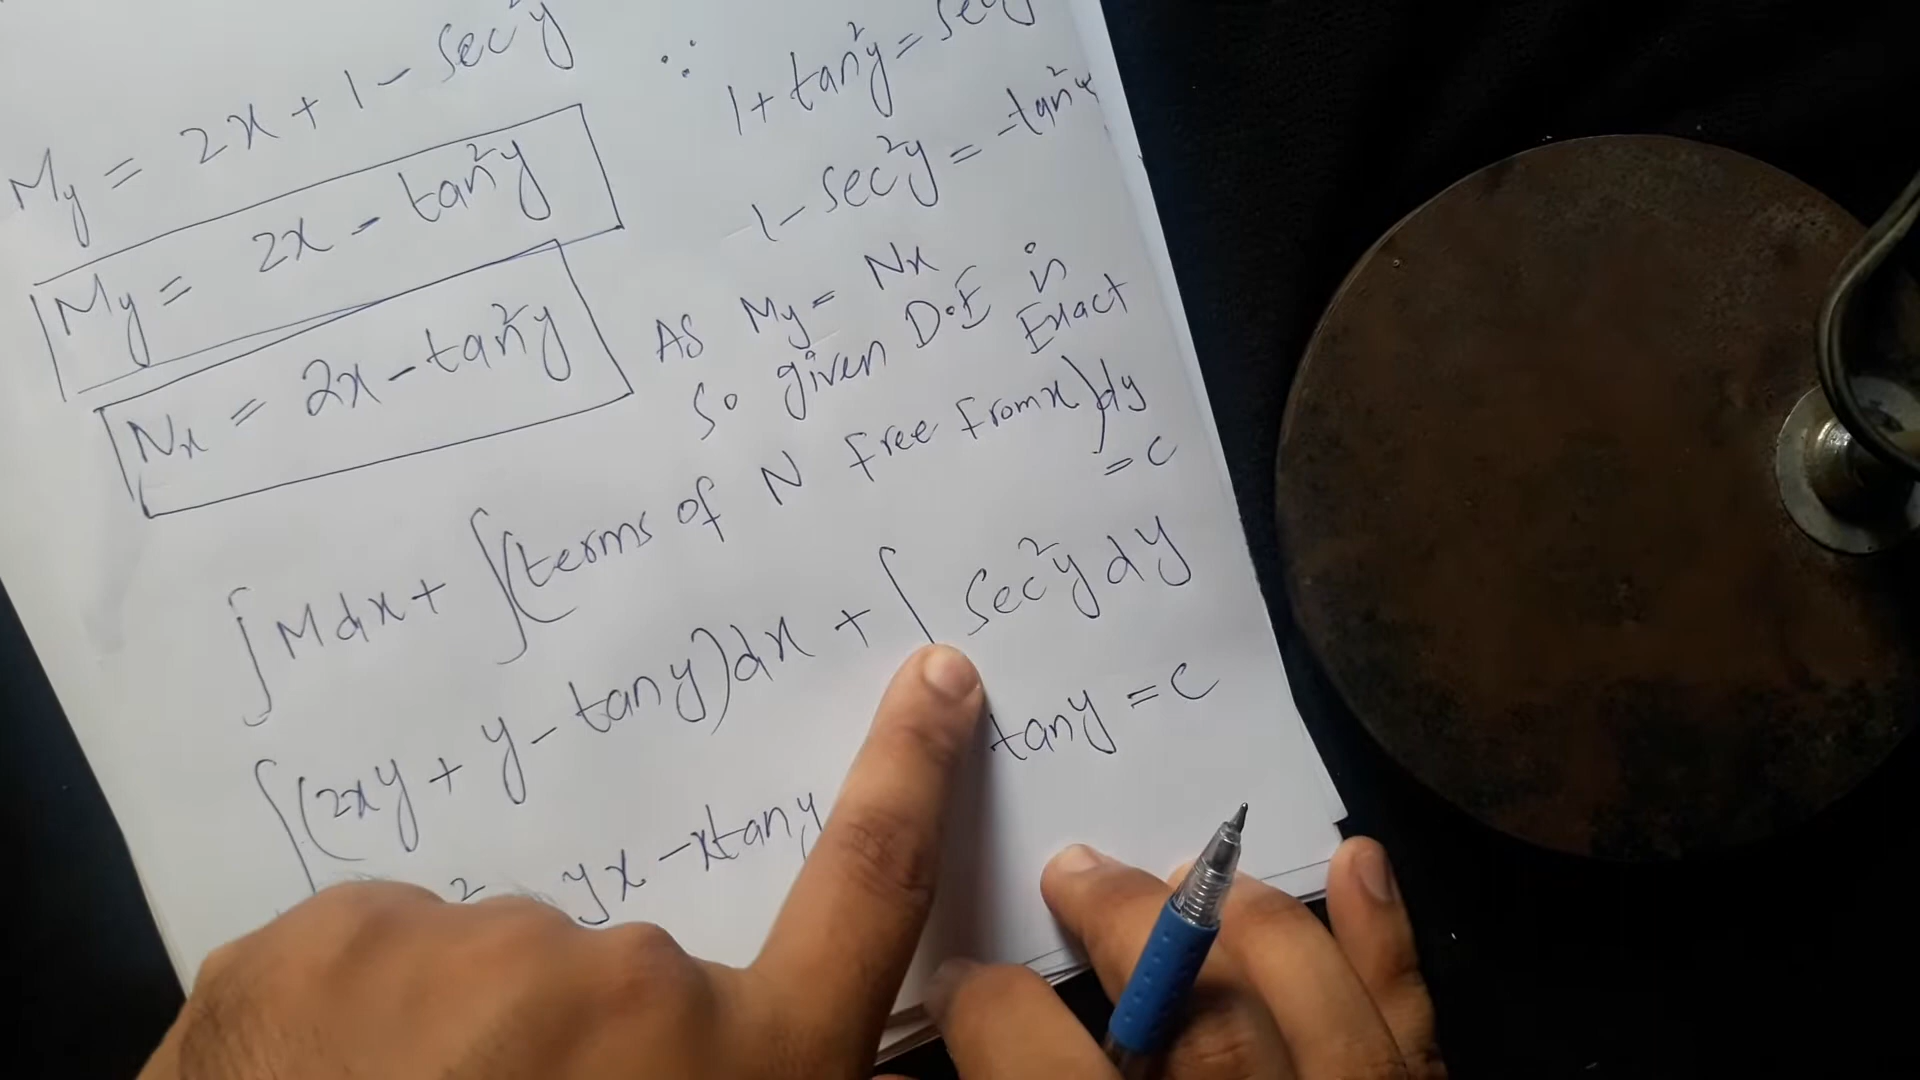 My = 2x + 1 - sec²y
My = 2x - tan²y
Nx = 2x - tan²y
∵
1 + tan²y = sec²y
1 - sec²y = -tan²y
As My = Nx
So given D.E is
Exact
∫Mdx + ∫(terms of N free from x)dy
= c
∫(2xy + y - tany)dx + ∫ sec²y dy
yx - xtany
tany = c